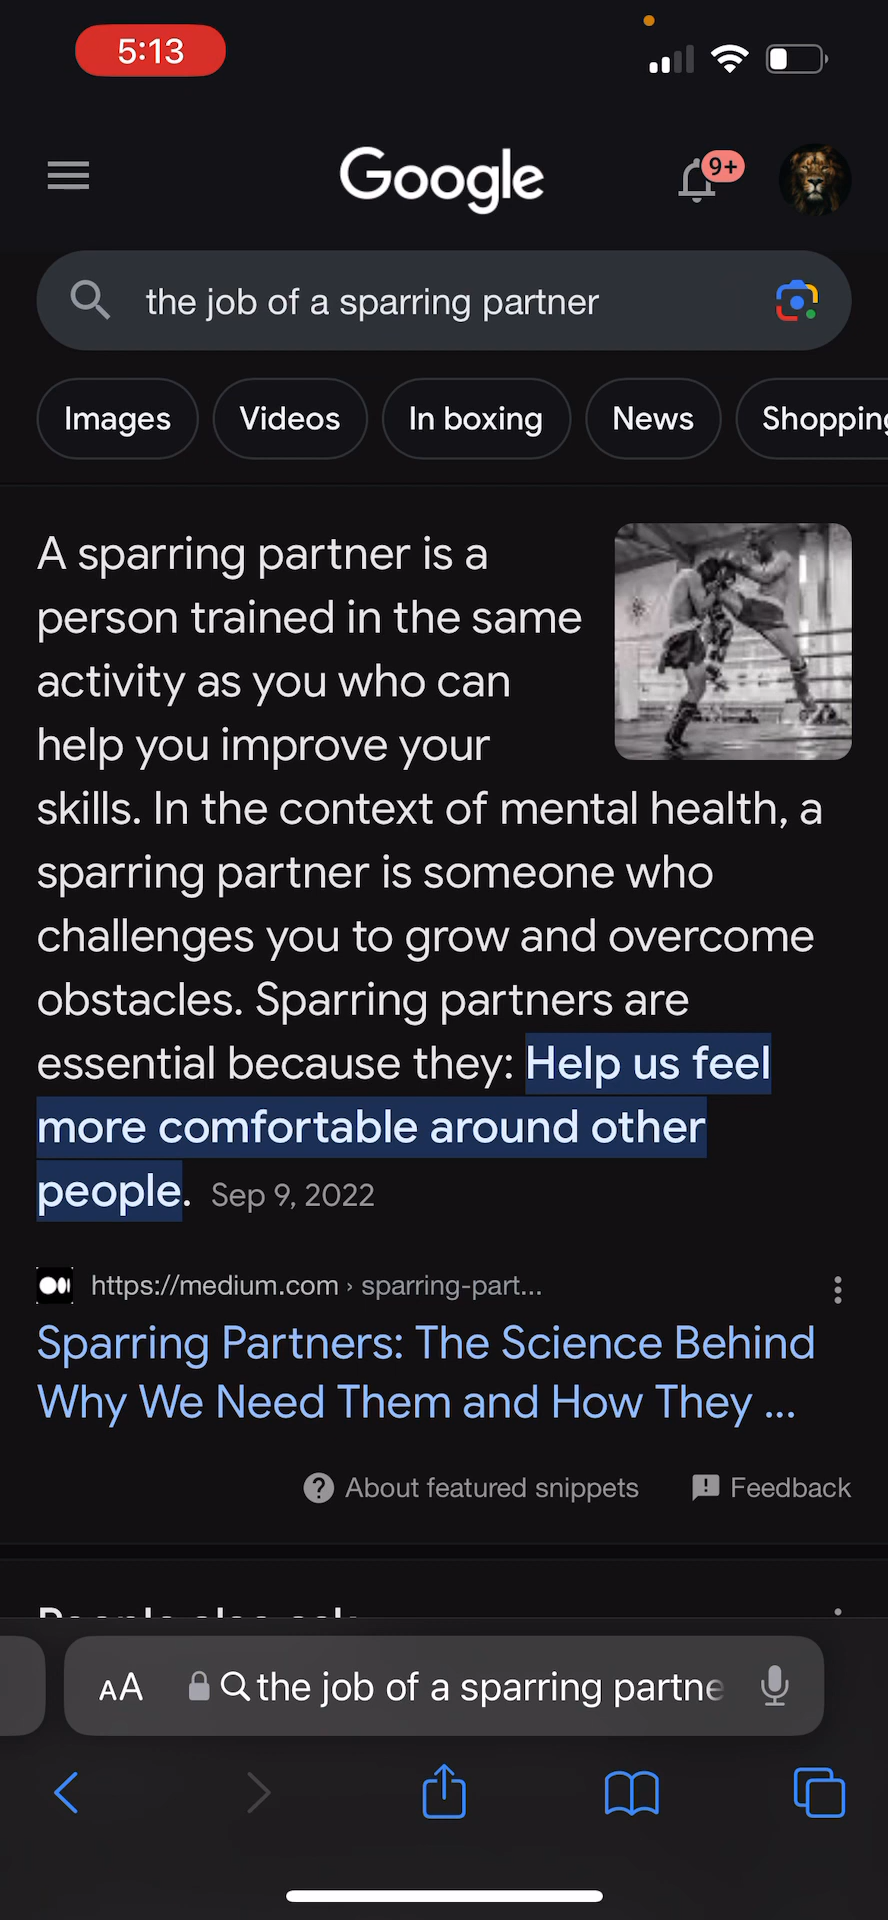 5:13
Google
9+
the job of a sparring partner
Images
Videos
In boxing
News
Shopping
A sparring partner is a
person trained in the same
activity as you who can
help you improve your
skills. In the context of mental health, a
sparring partner is someone who
challenges you to grow and overcome
obstacles. Sparring partners are
essential because they: Help us feel
more comfortable around other
people. Sep 9, 2022
https://medium.com › sparring-part...
Sparring Partners: The Science Behind
Why We Need Them and How They ...
About featured snippets
Feedback
People also ask
AA
the job of a sparring partne